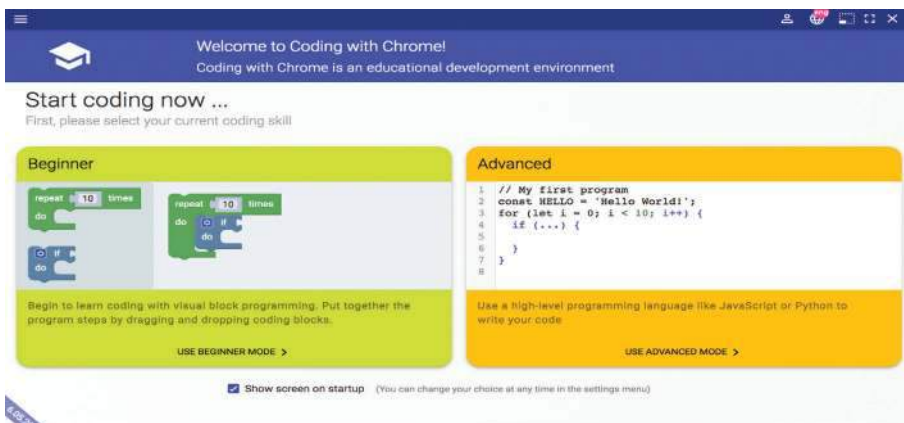 Welcome to Coding with Chrome!
Coding with Chrome is an educational development environment
Start coding now ...
First, please select your current coding skill
Beginner
repeat 10 times
do
if
do
repeat 10 times
do if
do
Begin to learn coding with visual block programming. Put together the
program steps by dragging and dropping coding blocks.
USE BEGINNER MODE >
Advanced
1 // My first program
2 const HELLO = 'Hello World!';
3 for (let i = 0; i < 10; i++) {
4 if (...) {
5
6 }
7 }
8
Use a high-level programming language like JavaScript or Python to
write your code
USE ADVANCED MODE >
Show screen on startup (You can change your choice at any time in the settings menu)